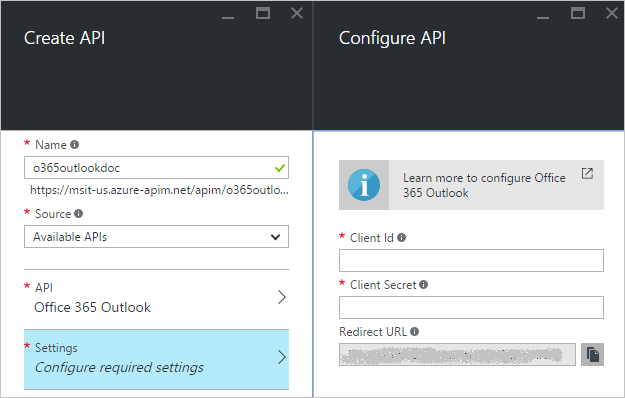 Create API
* Name
o365outlookdoc
https://msit-us.azure-apim.net/apim/o365outlo...
* Source
Available APIs
* API
Office 365 Outlook
* Settings
Configure required settings
Configure API
Learn more to configure Office
365 Outlook
* Client Id
* Client Secret
Redirect URL